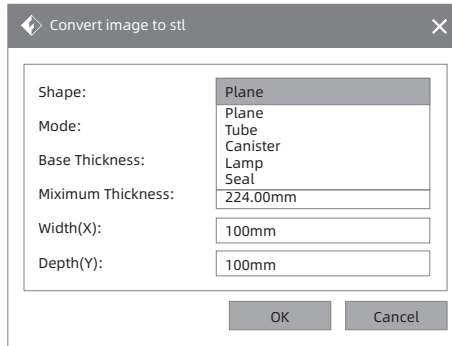 Convert image to stl
Shape:
Plane
Plane
Tube
Canister
Lamp
Seal
Mode:
Base Thickness:
Miximum Thickness:
224.00mm
Width(X):
100mm
Depth(Y):
100mm
OK
Cancel